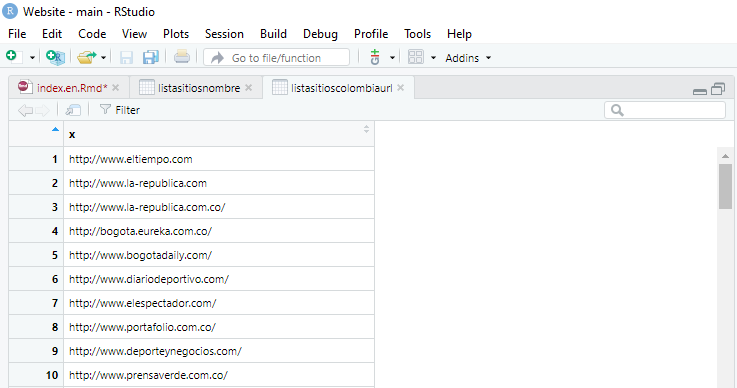 Website - main - RStudio
File Edit Code View Plots Session Build Debug Profile Tools Help
Go to file/function Addins
index.en.Rmd* listasitiosnombre listasitioscolombiaurl
Filter
x
1 http://www.eltiempo.com
2 http://www.la-republica.com
3 http://www.la-republica.com.co/
4 http://bogota.eureka.com.co/
5 http://www.bogotadaily.com/
6 http://www.diariodeportivo.com/
7 http://www.elespectador.com/
8 http://www.portafolio.com.co/
9 http://www.deporteynegocios.com/
10 http://www.prensaverde.com.co/